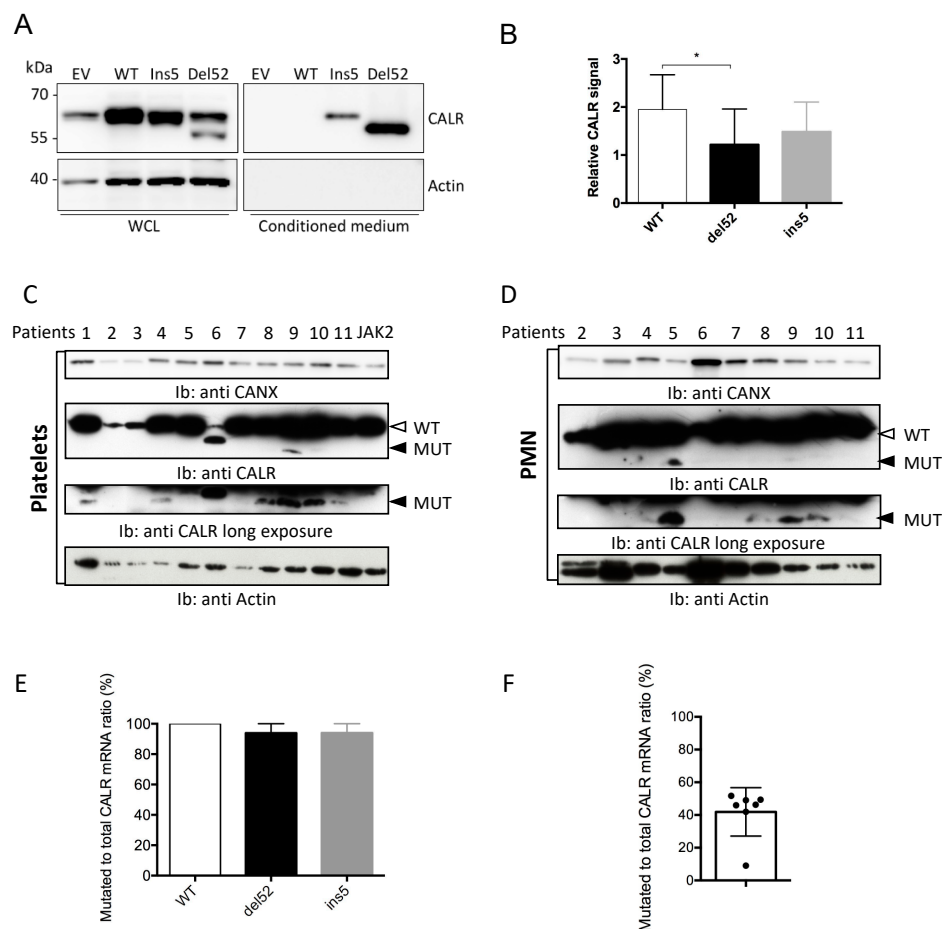 A
kDa EV WT Ins5 Del52 EV WT Ins5 Del52
70
CALR
55
40
Actin
WCL Conditioned medium
B
Relative CALR signal
3
2
1
0
*
WT del52 ins5
C
Patients 1 2 3 4 5 6 7 8 9 10 11 JAK2
Platelets
Ib: anti CANX
WT
MUT
Ib: anti CALR
MUT
Ib: anti CALR long exposure
Ib: anti Actin
D
Patients 2 3 4 5 6 7 8 9 10 11
PMN
Ib: anti CANX
WT
MUT
Ib: anti CALR
MUT
Ib: anti CALR long exposure
Ib: anti Actin
E
Mutated to total CALR mRNA ratio (%)
100
80
60
40
20
0
WT del52 ins5
F
Mutated to total CALR mRNA ratio (%)
100
80
60
40
20
0